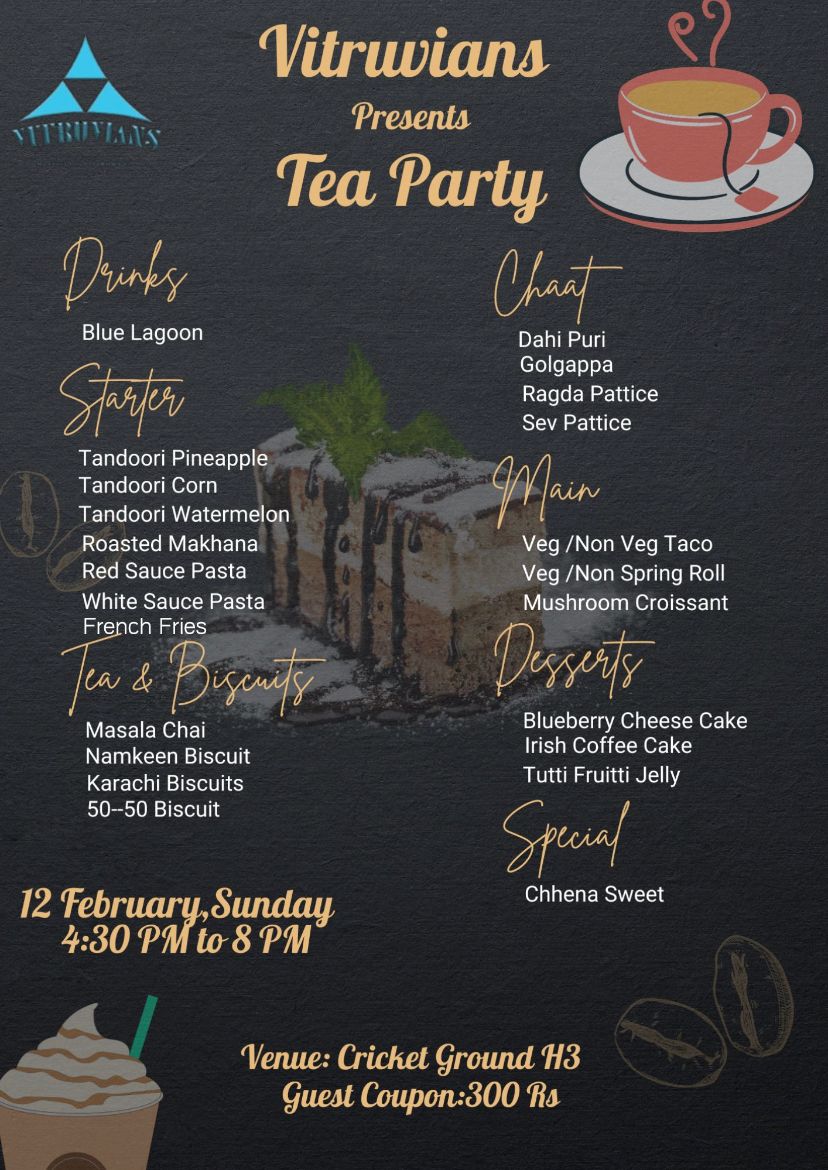 VITRUVIANS
Vitruvians
Presents
Tea Party
Drinks
Blue Lagoon
Starter
Tandoori Pineapple
Tandoori Corn
Tandoori Watermelon
Roasted Makhana
Red Sauce Pasta
White Sauce Pasta
French Fries
Tea & Biscuits
Masala Chai
Namkeen Biscuit
Karachi Biscuits
50--50 Biscuit
Chaat
Dahi Puri
Golgappa
Ragda Pattice
Sev Pattice
Main
Veg /Non Veg Taco
Veg /Non Spring Roll
Mushroom Croissant
Desserts
Blueberry Cheese Cake
Irish Coffee Cake
Tutti Fruitti Jelly
Special
Chhena Sweet
12 February,Sunday
4:30 PM to 8 PM
Venue: Cricket Ground H3
Guest Coupon:300 Rs